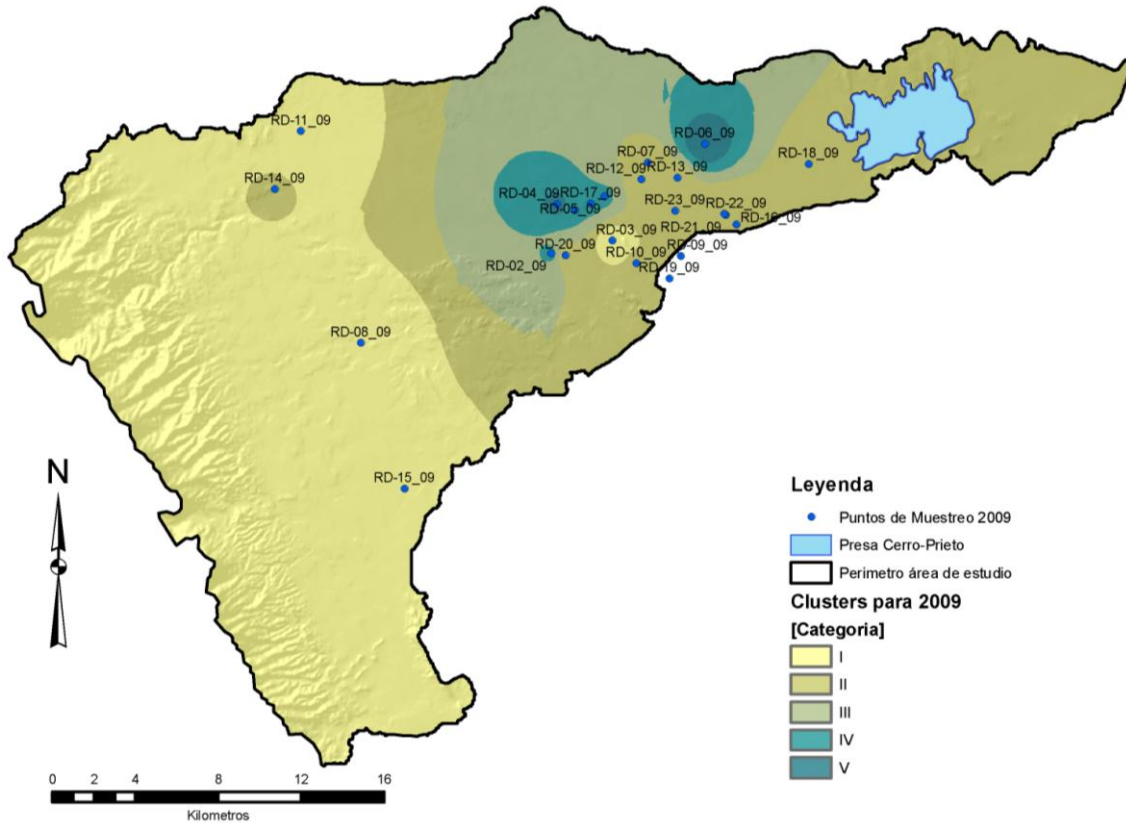 RD-11_09
RD-14_09
RD-06_09
RD-07_09
RD-12_09
RD-13_09
RD-18_09
RD-04_09
RD-17_09
RD-05_09
RD-23_09
RD-22_09
RD-21_09
RD-16_09
RD-03_09
RD-20_09
RD-02_09
RD-10_09
RD-09_09
RD-19_09
RD-08_09
RD-15_09
N
Leyenda
Puntos de Muestreo 2009
Presa Cerro-Prieto
Perimetro área de estudio
Clusters para 2009
[Categoria]
I
II
III
IV
V
0 2 4 8 12 16
Kilometros